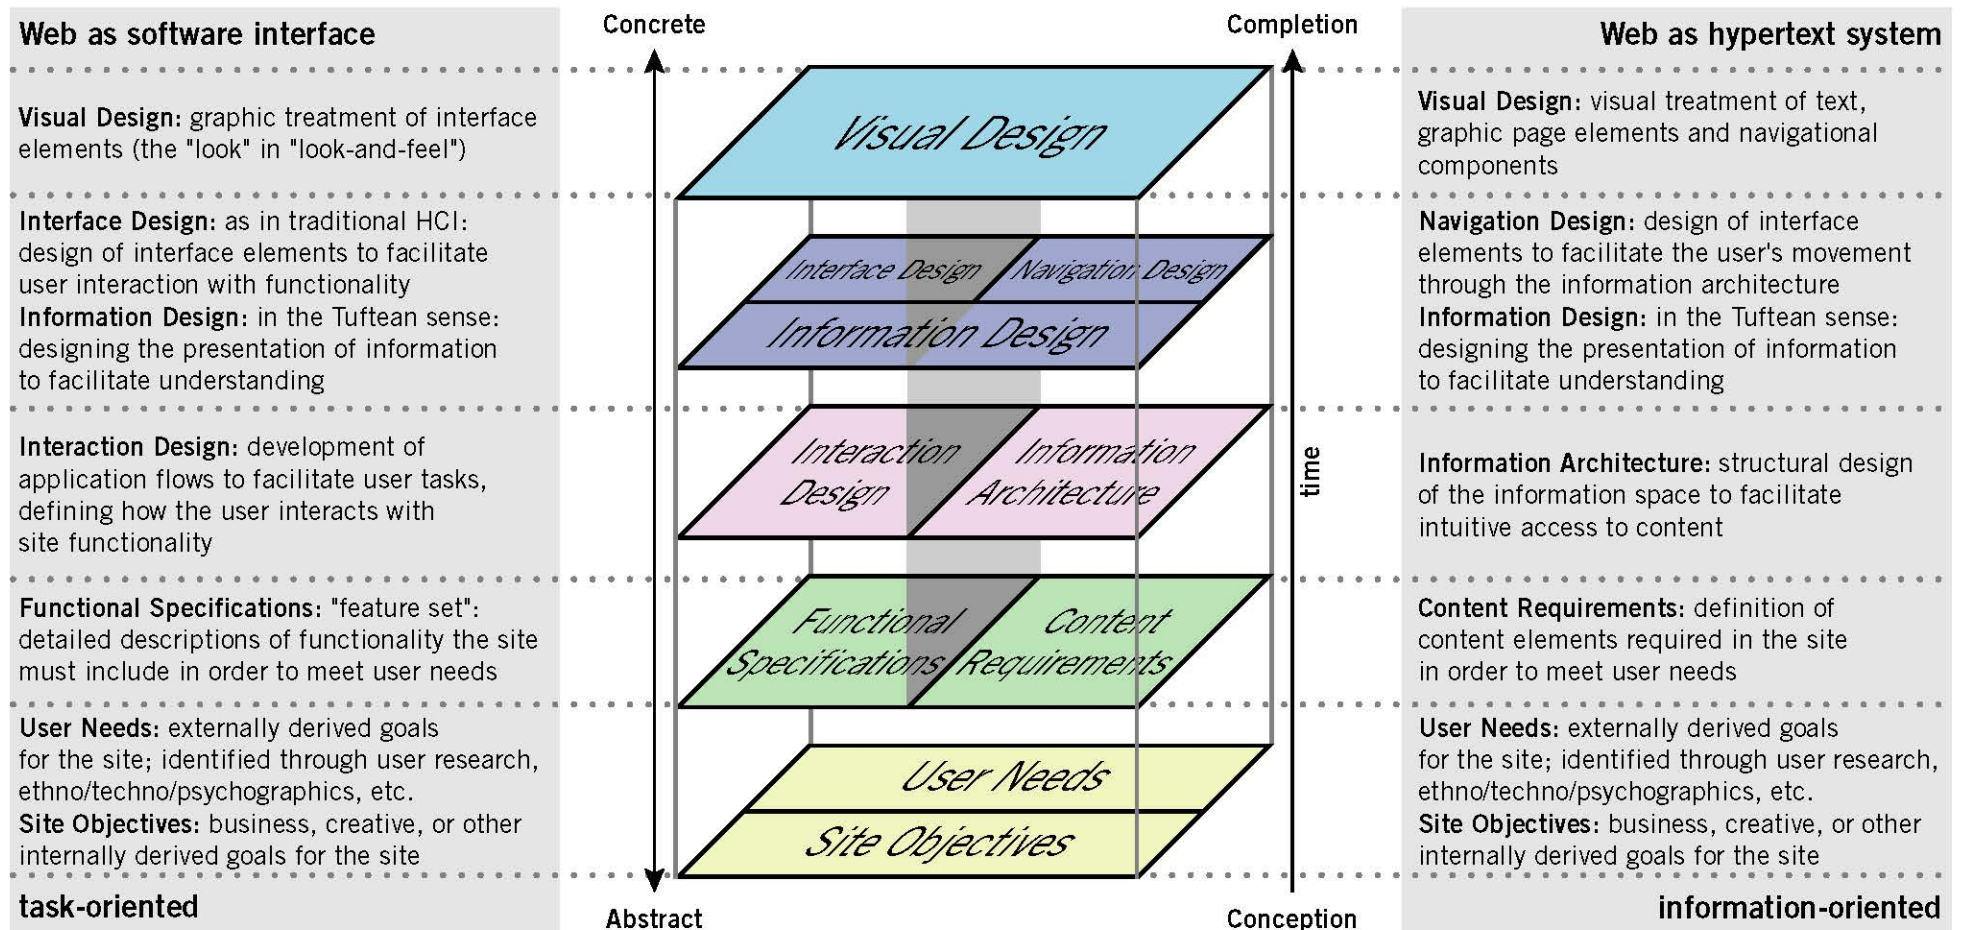 Web as software interface
Visual Design: graphic treatment of interface
elements (the "look" in "look-and-feel")
Interface Design: as in traditional HCI:
design of interface elements to facilitate
user interaction with functionality
Information Design: in the Tuftean sense:
designing the presentation of information
to facilitate understanding
Interaction Design: development of
application flows to facilitate user tasks,
defining how the user interacts with
site functionality
Functional Specifications: "feature set":
detailed descriptions of functionality the site
must include in order to meet user needs
User Needs: externally derived goals
for the site; identified through user research,
ethno/techno/psychographics, etc.
Site Objectives: business, creative, or other
internally derived goals for the site
task-oriented
Concrete
Completion
Visual Design
Interface Design
Navigation Design
Information Design
Interaction
Design
Information
Architecture
Functional
Specifications
Content
Requirements
User Needs
Site Objectives
time
Abstract
Conception
Web as hypertext system
Visual Design: visual treatment of text,
graphic page elements and navigational
components
Navigation Design: design of interface
elements to facilitate the user's movement
through the information architecture
Information Design: in the Tuftean sense:
designing the presentation of information
to facilitate understanding
Information Architecture: structural design
of the information space to facilitate
intuitive access to content
Content Requirements: definition of
content elements required in the site
in order to meet user needs
User Needs: externally derived goals
for the site; identified through user research,
ethno/techno/psychographics, etc.
Site Objectives: business, creative, or other
internally derived goals for the site
information-oriented